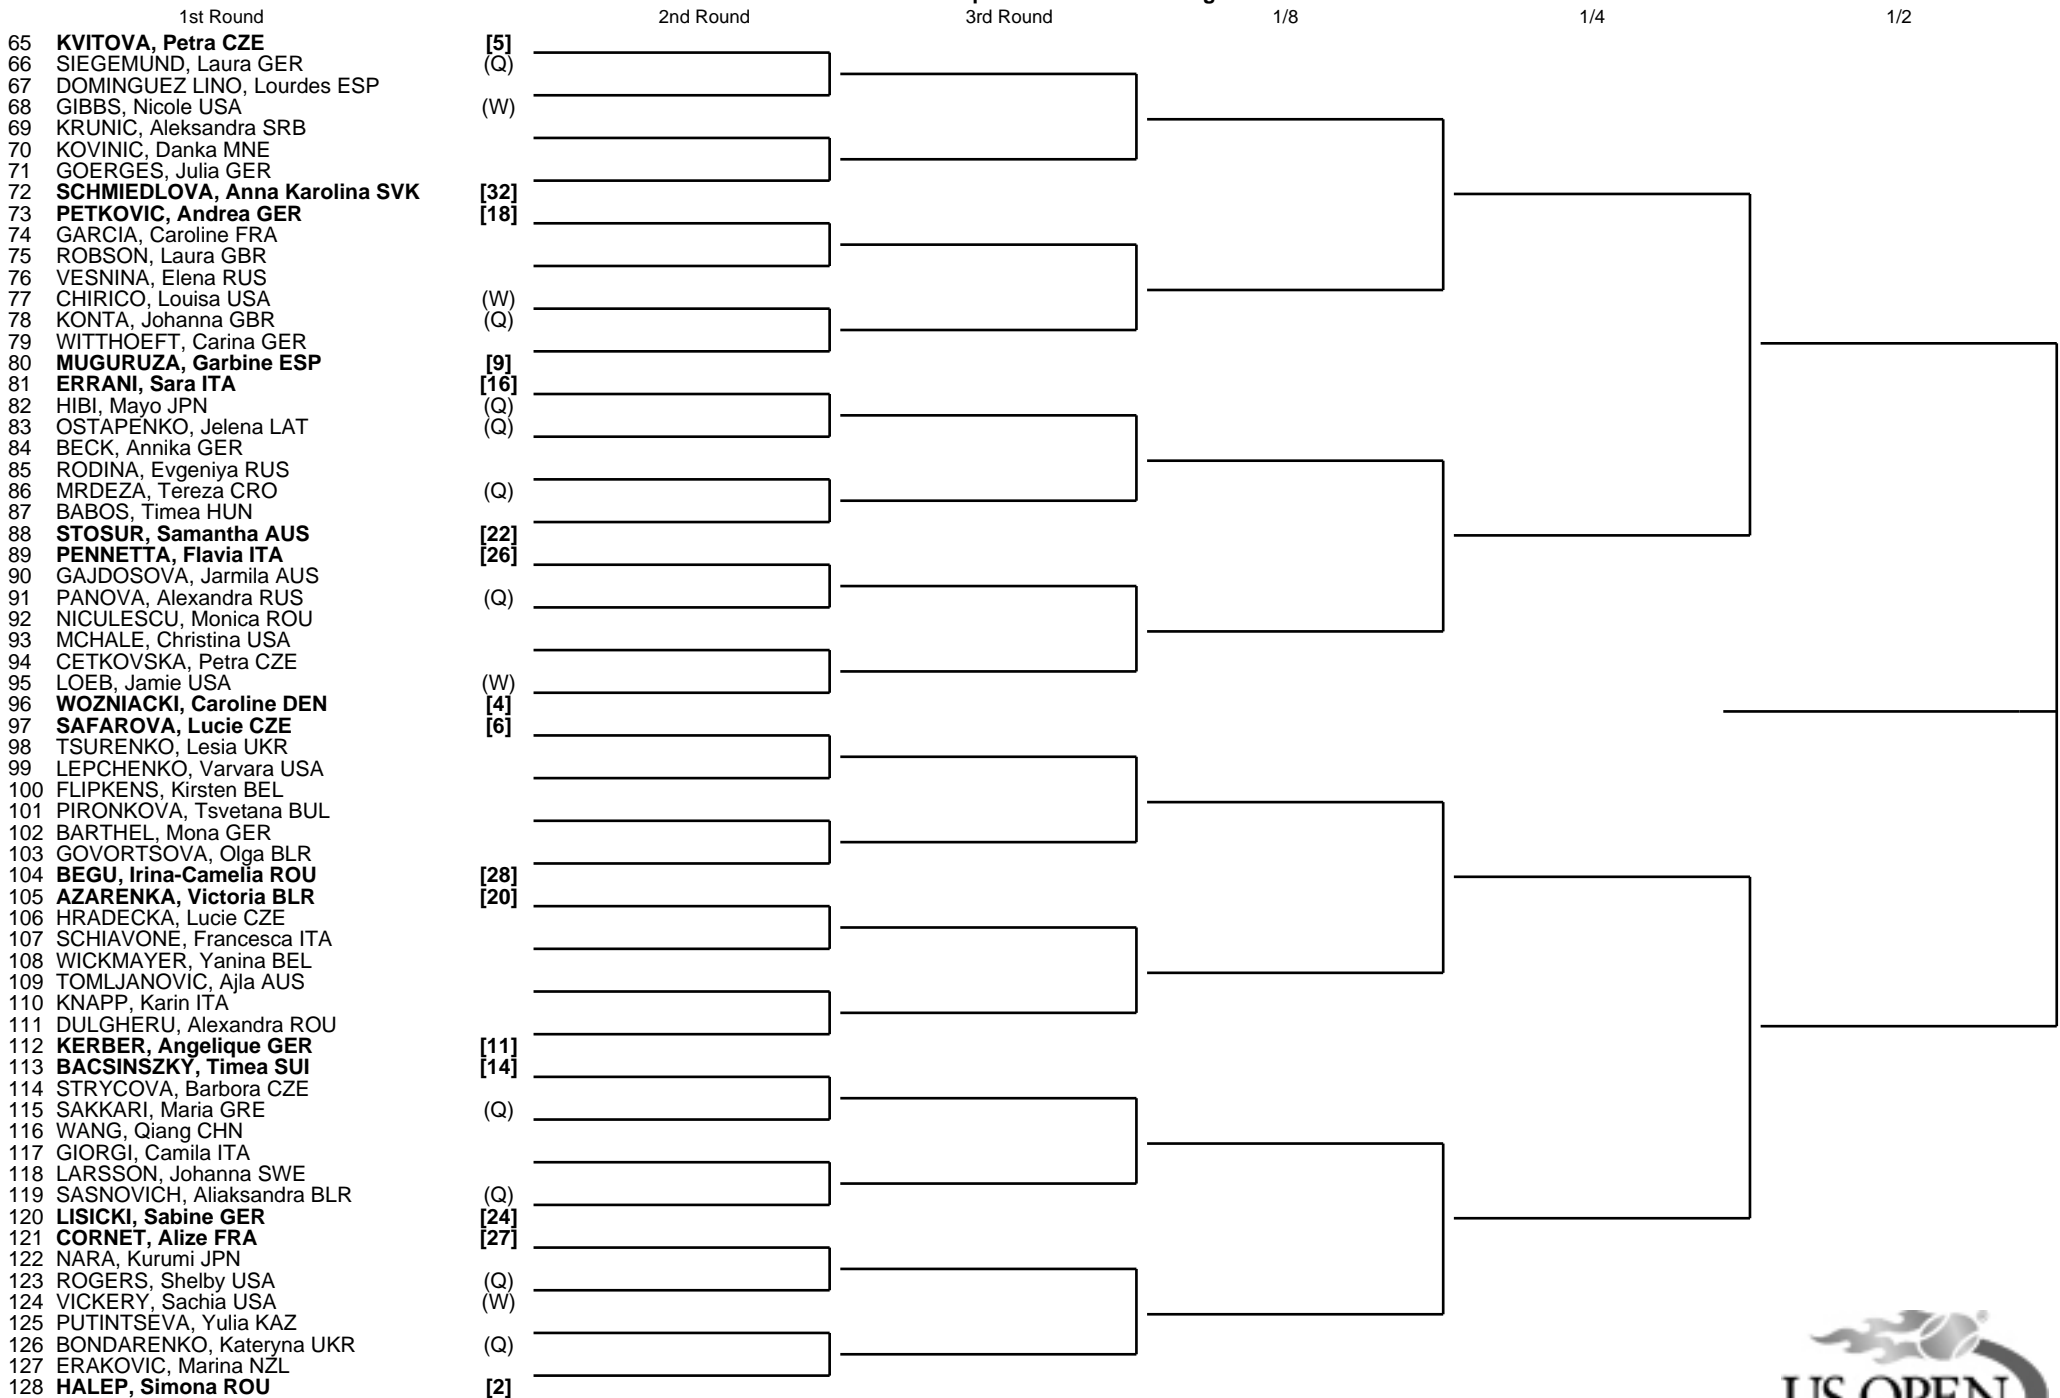 1st Round 2nd Round 3rd Round 1/8 1/4 1/2
65 KVITOVA, Petra CZE [5]
66 SIEGEMUND, Laura GER (Q)
67 DOMINGUEZ LINO, Lourdes ESP
68 GIBBS, Nicole USA (W)
69 KRUNIC, Aleksandra SRB
70 KOVINIC, Danka MNE
71 GOERGES, Julia GER
72 SCHMIEDLOVA, Anna Karolina SVK [32]
73 PETKOVIC, Andrea GER [18]
74 GARCIA, Caroline FRA
75 ROBSON, Laura GBR
76 VESNINA, Elena RUS
77 CHIRICO, Louisa USA (W)
78 KONTA, Johanna GBR (Q)
79 WITTHOEFT, Carina GER
80 MUGURUZA, Garbine ESP [9]
81 ERRANI, Sara ITA [16]
82 HIBI, Mayo JPN (Q)
83 OSTAPENKO, Jelena LAT (Q)
84 BECK, Annika GER
85 RODINA, Evgeniya RUS
86 MRDEZA, Tereza CRO (Q)
87 BABOS, Timea HUN
88 STOSUR, Samantha AUS [22]
89 PENNETTA, Flavia ITA [26]
90 GAJDOSOVA, Jarmila AUS
91 PANOVA, Alexandra RUS (Q)
92 NICULESCU, Monica ROU
93 MCHALE, Christina USA
94 CETKOVSKA, Petra CZE
95 LOEB, Jamie USA (W)
96 WOZNIACKI, Caroline DEN [4]
97 SAFAROVA, Lucie CZE [6]
98 TSURENKO, Lesia UKR
99 LEPCHENKO, Varvara USA
100 FLIPKENS, Kirsten BEL
101 PIRONKOVA, Tsvetana BUL
102 BARTHEL, Mona GER
103 GOVORTSOVA, Olga BLR
104 BEGU, Irina-Camelia ROU [28]
105 AZARENKA, Victoria BLR [20]
106 HRADECKA, Lucie CZE
107 SCHIAVONE, Francesca ITA
108 WICKMAYER, Yanina BEL
109 TOMLJANOVIC, Ajla AUS
110 KNAPP, Karin ITA
111 DULGHERU, Alexandra ROU
112 KERBER, Angelique GER [11]
113 BACSINSZKY, Timea SUI [14]
114 STRYCOVA, Barbora CZE
115 SAKKARI, Maria GRE (Q)
116 WANG, Qiang CHN
117 GIORGI, Camila ITA
118 LARSSON, Johanna SWE
119 SASNOVICH, Aliaksandra BLR (Q)
120 LISICKI, Sabine GER [24]
121 CORNET, Alize FRA [27]
122 NARA, Kurumi JPN
123 ROGERS, Shelby USA (Q)
124 VICKERY, Sachia USA (W)
125 PUTINTSEVA, Yulia KAZ
126 BONDARENKO, Kateryna UKR (Q)
127 ERAKOVIC, Marina NZL
128 HALEP, Simona ROU [2]
US OPEN